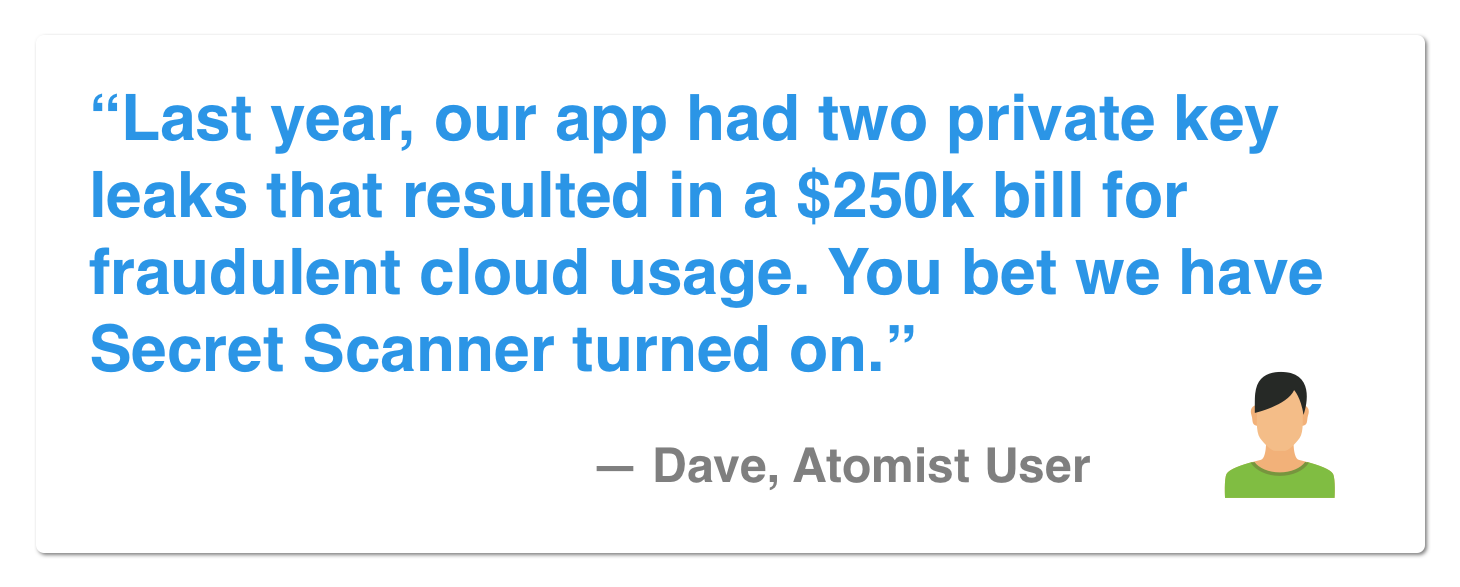 “Last year, our app had two private key
leaks that resulted in a $250k bill for
fraudulent cloud usage. You bet we have
Secret Scanner turned on.”
— Dave, Atomist User